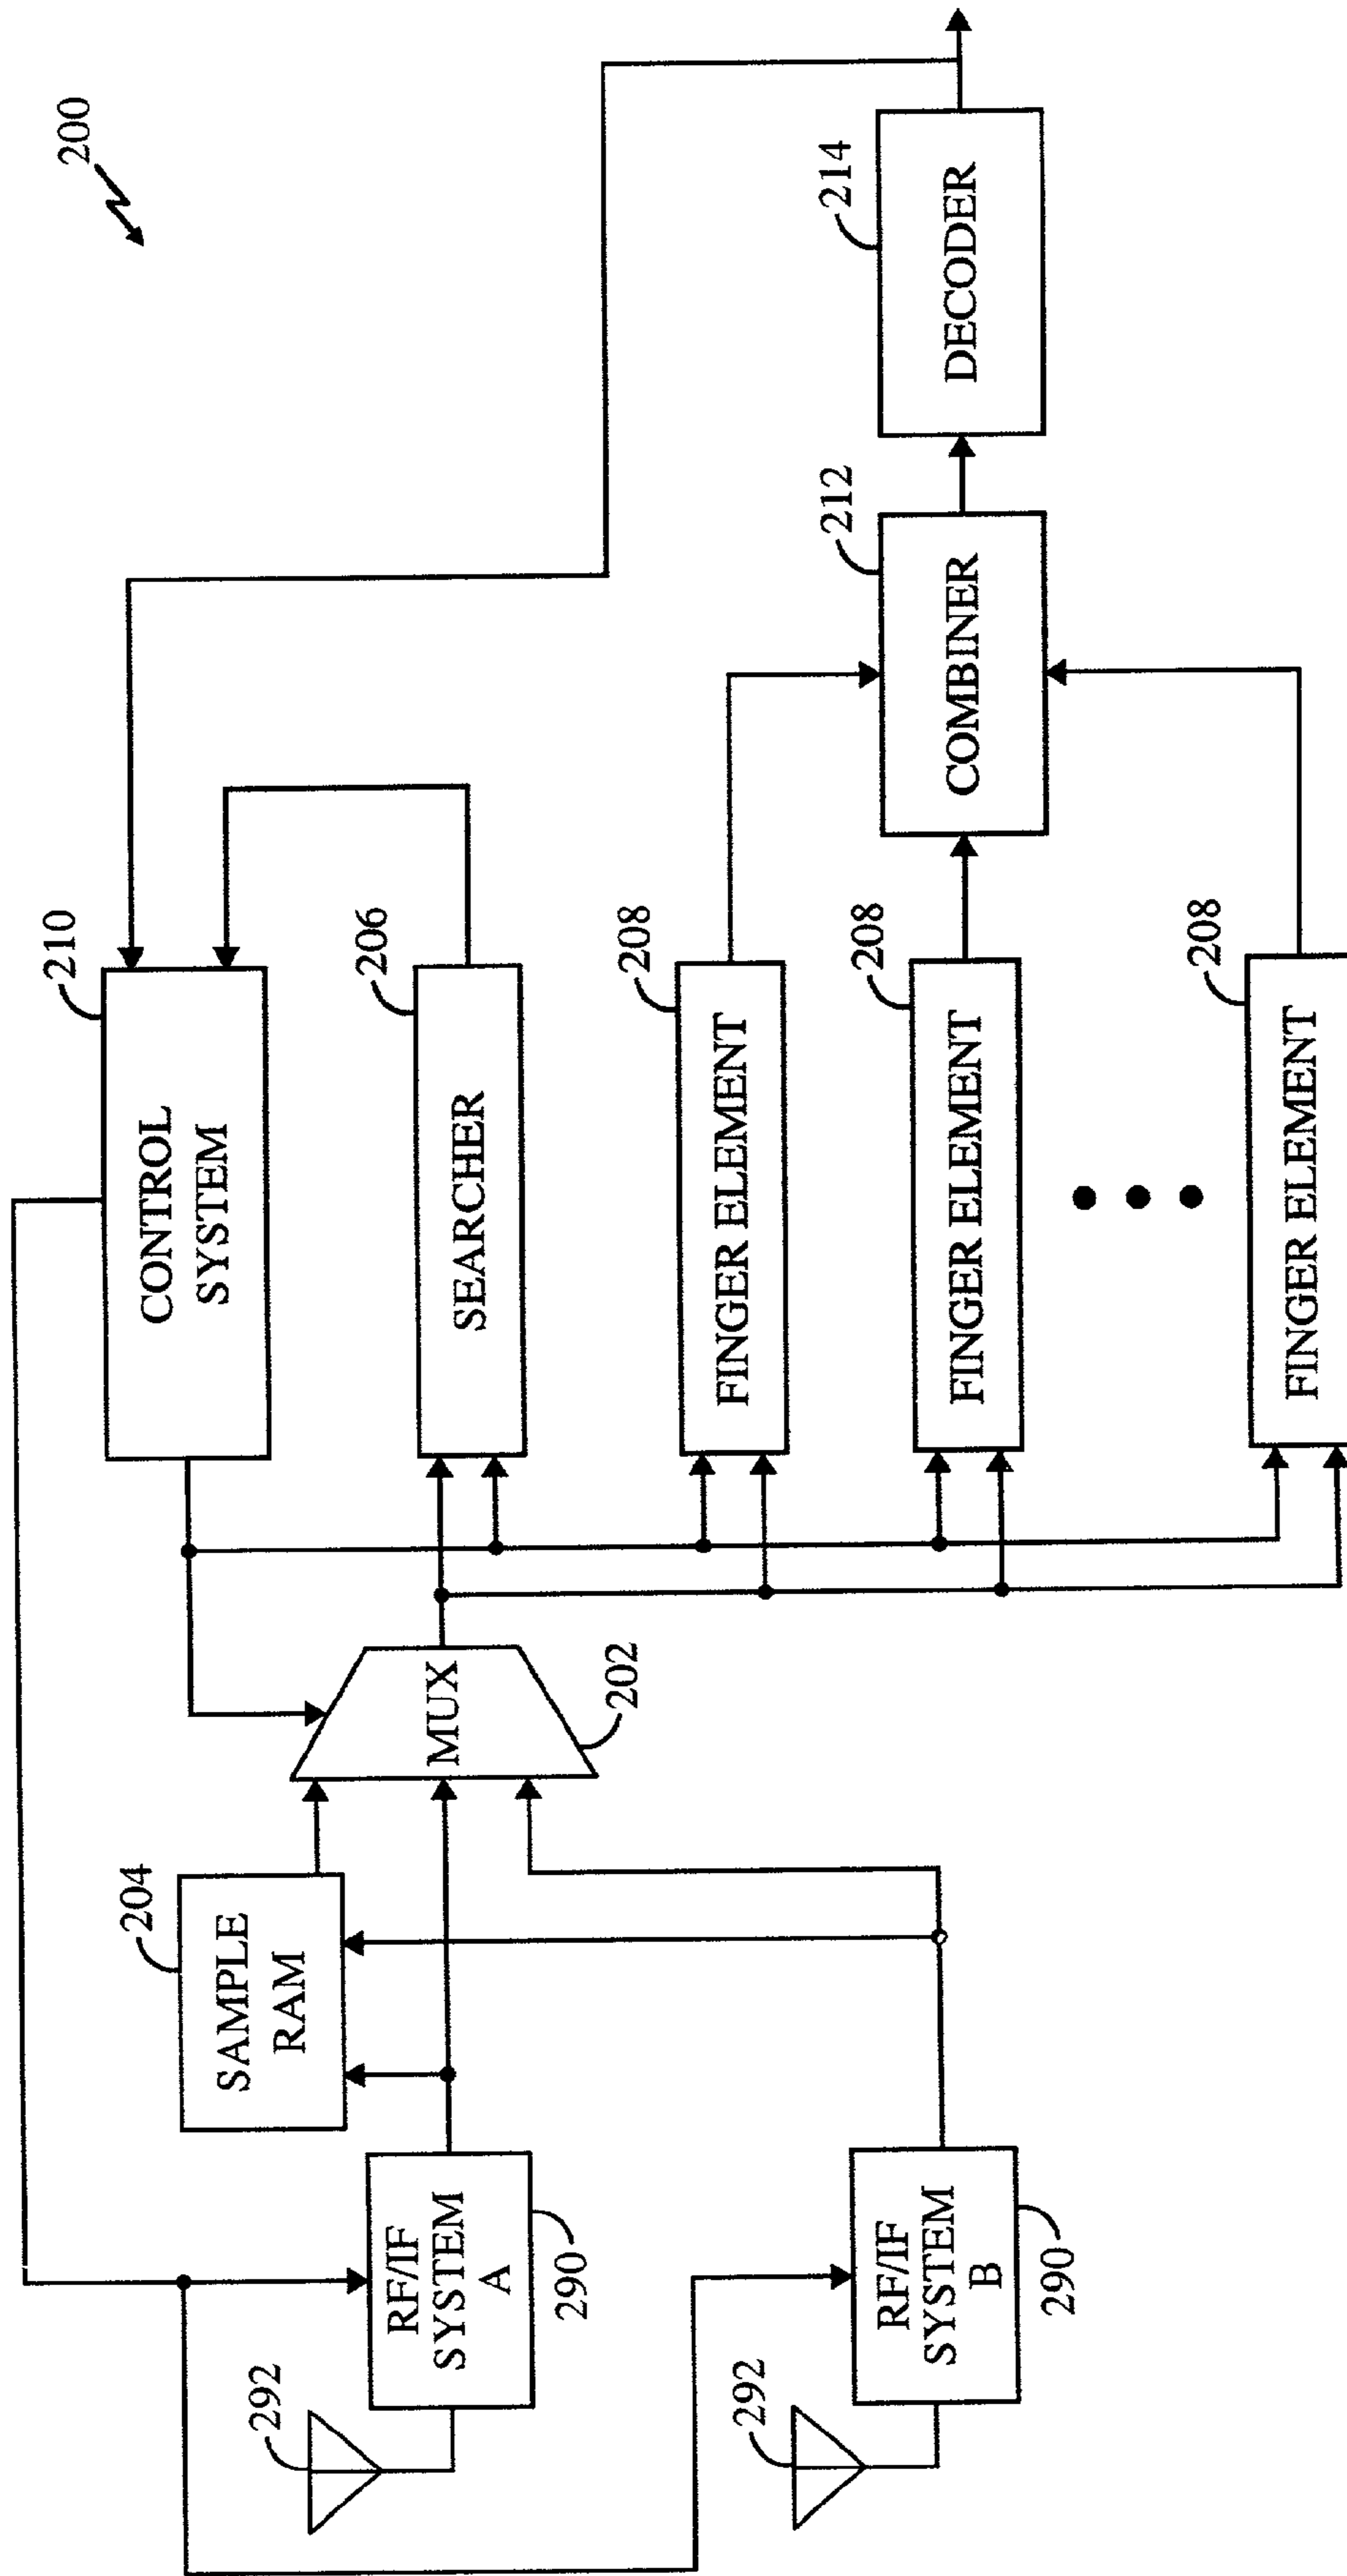 200
210
CONTROL
SYSTEM
206
SEARCHER
204
SAMPLE
RAM
MUX
202
292
RF/IF
SYSTEM
A
290
208
FINGER ELEMENT
208
FINGER ELEMENT
208
FINGER ELEMENT
212
COMBINER
214
DECODER
292
RF/IF
SYSTEM
B
290